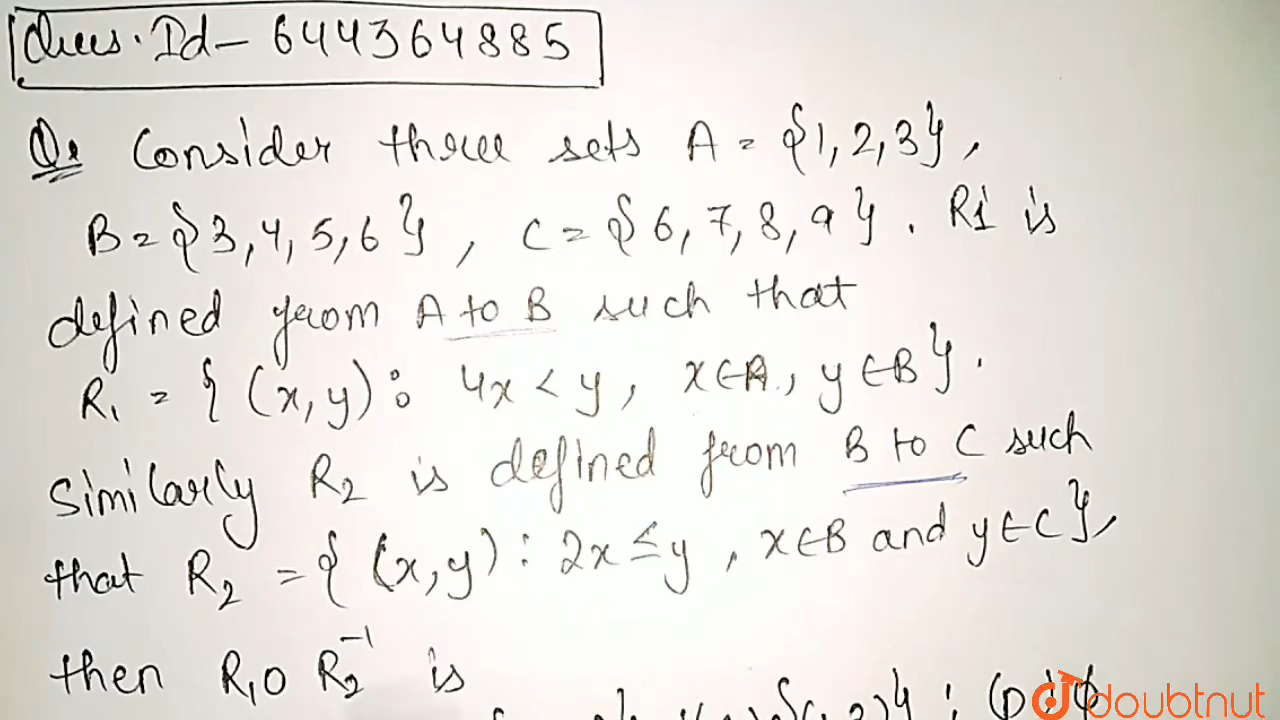 Ques. Id - 644364885
Q: Consider three sets A = {1, 2, 3},
B = {3, 4, 5, 6}, C = {6, 7, 8, 9}. R1 is
defined from A to B such that
R₁ = { (x, y) : 4x < y, x ∈ A, y ∈ B}.
Similarly R₂ is defined from B to C such
that R₂ = { (x, y) : 2x ≤ y, x ∈ B and y ∈ C},
then R₁ o R₂⁻¹ is
doubtnut